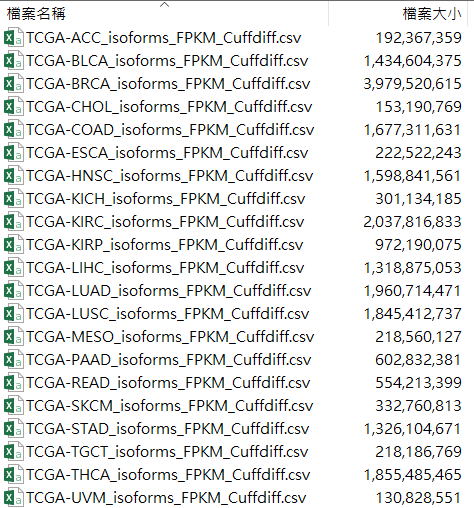 檔案名稱 檔案大小
TCGA-ACC_isoforms_FPKM_Cuffdiff.csv 192,367,359
TCGA-BLCA_isoforms_FPKM_Cuffdiff.csv 1,434,604,375
TCGA-BRCA_isoforms_FPKM_Cuffdiff.csv 3,979,520,615
TCGA-CHOL_isoforms_FPKM_Cuffdiff.csv 153,190,769
TCGA-COAD_isoforms_FPKM_Cuffdiff.csv 1,677,311,631
TCGA-ESCA_isoforms_FPKM_Cuffdiff.csv 222,522,243
TCGA-HNSC_isoforms_FPKM_Cuffdiff.csv 1,598,841,561
TCGA-KICH_isoforms_FPKM_Cuffdiff.csv 301,134,185
TCGA-KIRC_isoforms_FPKM_Cuffdiff.csv 2,037,816,833
TCGA-KIRP_isoforms_FPKM_Cuffdiff.csv 972,190,075
TCGA-LIHC_isoforms_FPKM_Cuffdiff.csv 1,318,875,053
TCGA-LUAD_isoforms_FPKM_Cuffdiff.csv 1,960,714,471
TCGA-LUSC_isoforms_FPKM_Cuffdiff.csv 1,845,412,737
TCGA-MESO_isoforms_FPKM_Cuffdiff.csv 218,560,127
TCGA-PAAD_isoforms_FPKM_Cuffdiff.csv 602,832,381
TCGA-READ_isoforms_FPKM_Cuffdiff.csv 554,213,399
TCGA-SKCM_isoforms_FPKM_Cuffdiff.csv 332,760,813
TCGA-STAD_isoforms_FPKM_Cuffdiff.csv 1,326,104,671
TCGA-TGCT_isoforms_FPKM_Cuffdiff.csv 218,186,769
TCGA-THCA_isoforms_FPKM_Cuffdiff.csv 1,855,485,465
TCGA-UVM_isoforms_FPKM_Cuffdiff.csv 130,828,551